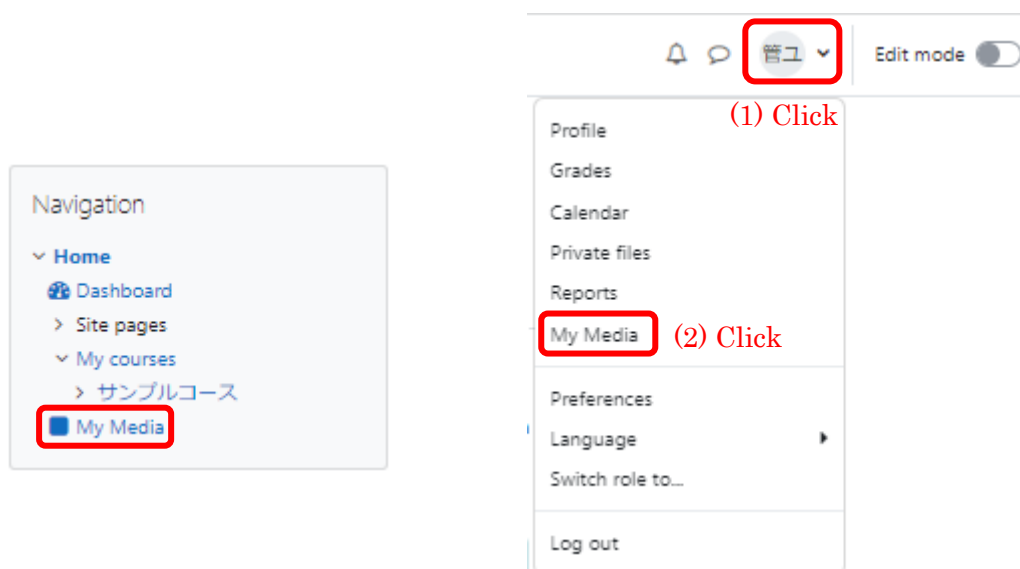 Navigation
Home
Dashboard
Site pages
My courses
サンプルコース
My Media
管ユ
Edit mode
(1) Click
Profile
Grades
Calendar
Private files
Reports
My Media
(2) Click
Preferences
Language
Switch role to...
Log out